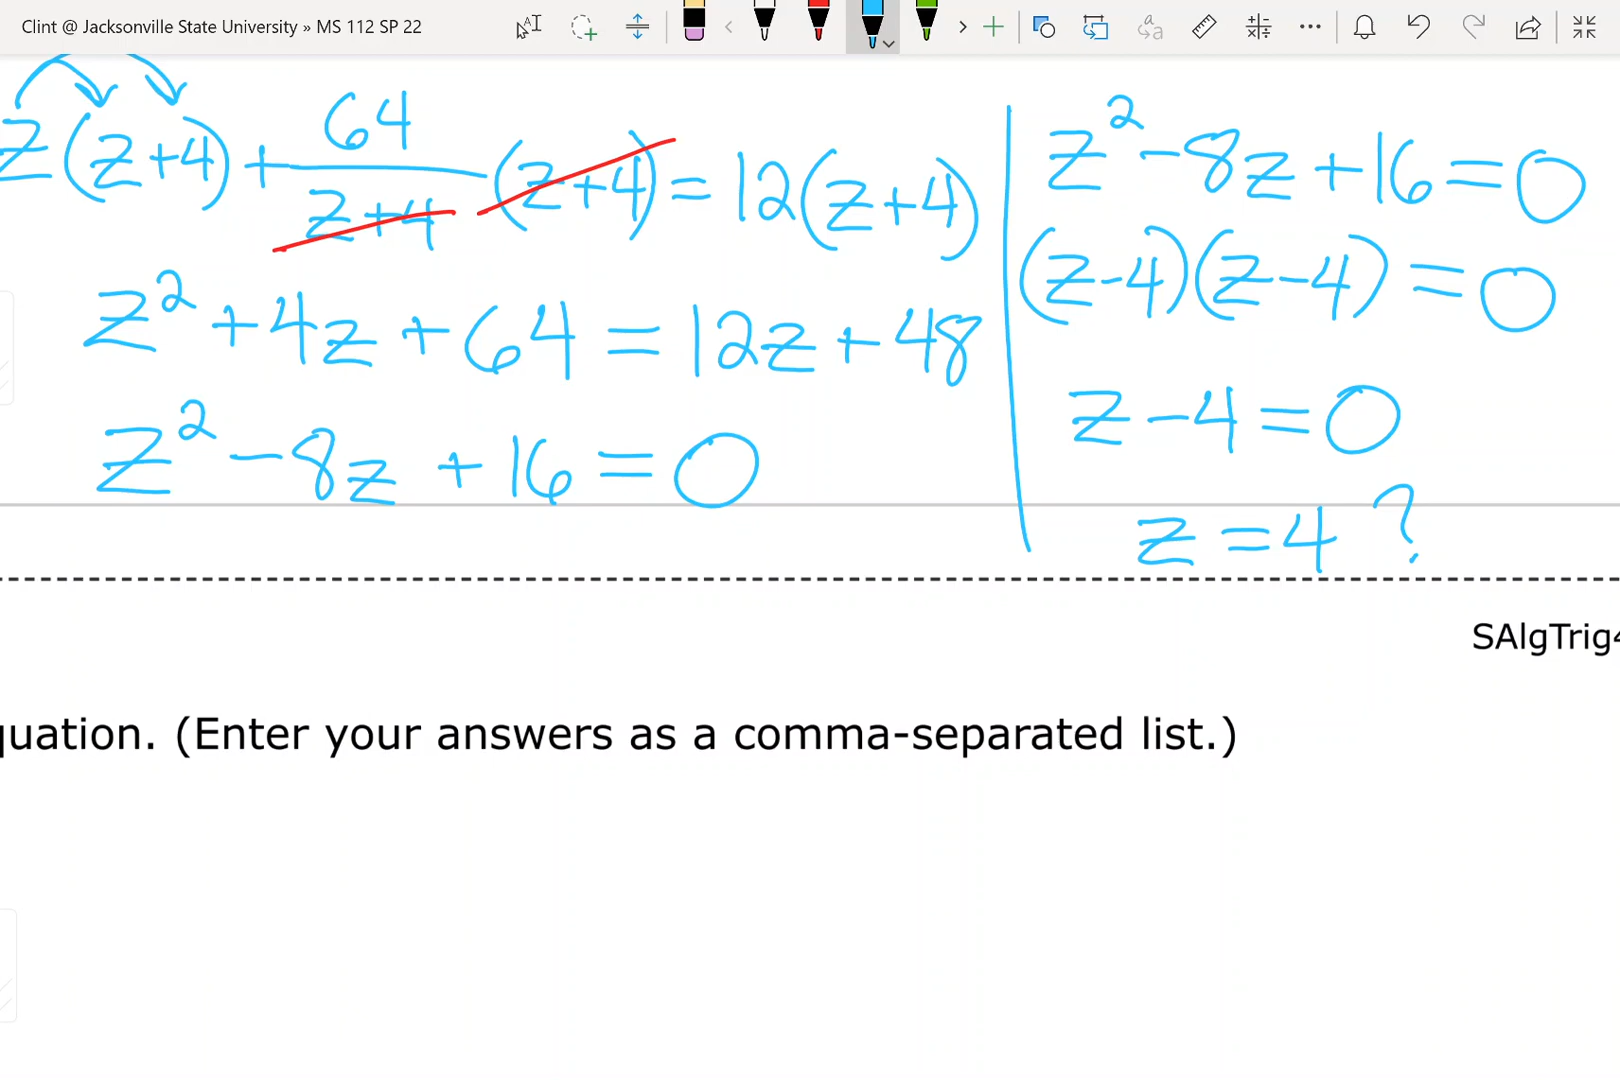 Clint @ Jacksonville State University » MS 112 SP 22
z(z+4) + 64/(z+4) (z+4) = 12(z+4)
z² + 4z + 64 = 12z + 48
z² - 8z + 16 = 0
z² - 8z + 16 = 0
(z-4)(z-4) = 0
z - 4 = 0
z = 4 ?
SAlgTrig4
quation. (Enter your answers as a comma-separated list.)